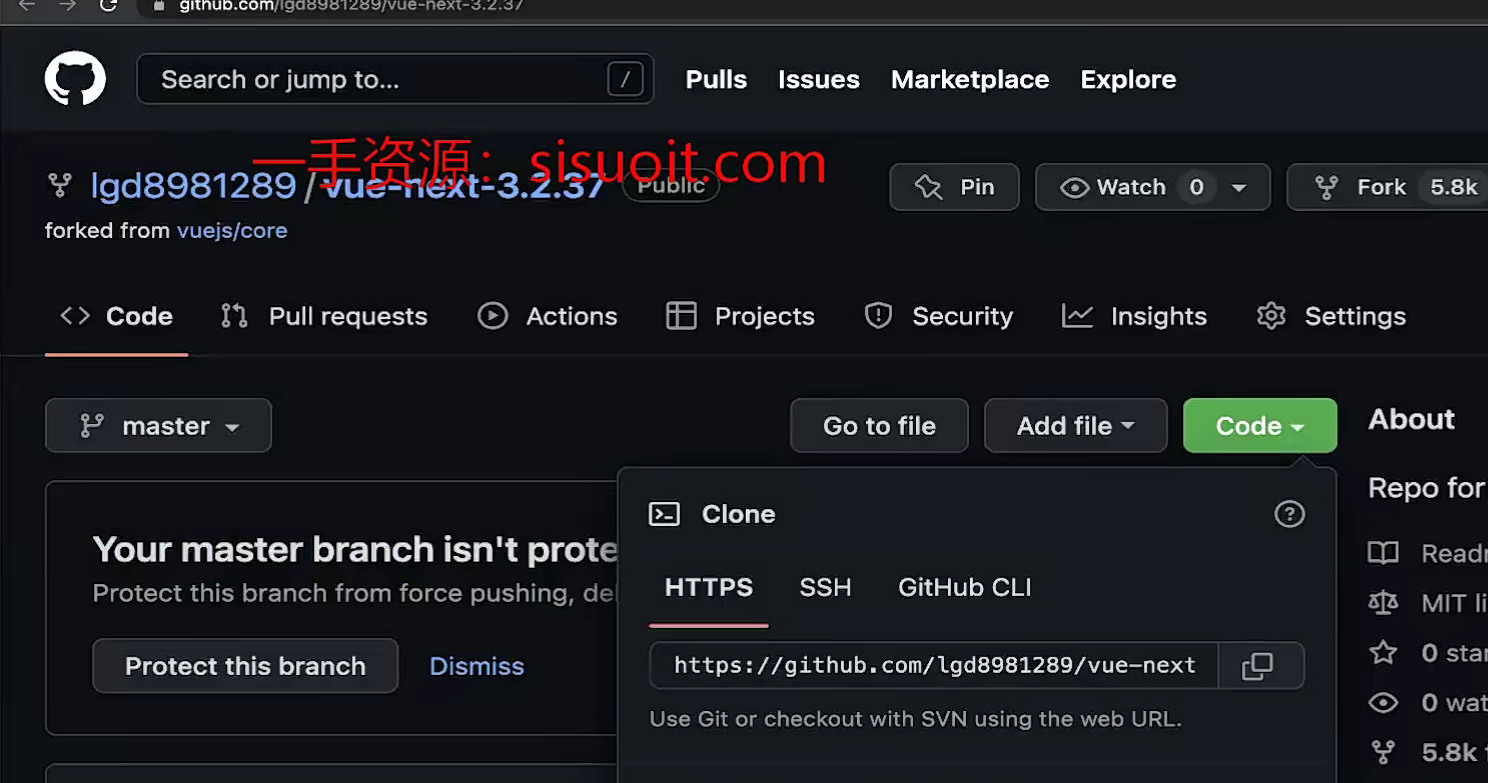 github.com/lgd8981289/vue-next-3.2.37
Search or jump to... /
Pulls Issues Marketplace Explore
一手资源：sisuoit.com
lgd8981289/vue-next-3.2.37 Public
Pin Watch 0 Fork 5.8k
forked from vuejs/core
Code Pull requests Actions Projects Security Insights Settings
master Go to file Add file Code About
Clone
Repo for
Your master branch isn't prote
Protect this branch from force pushing, del
HTTPS SSH GitHub CLI
Protect this branch Dismiss
https://github.com/lgd8981289/vue-next
Use Git or checkout with SVN using the web URL.
Readm
MIT li
0 star
0 wat
5.8k f